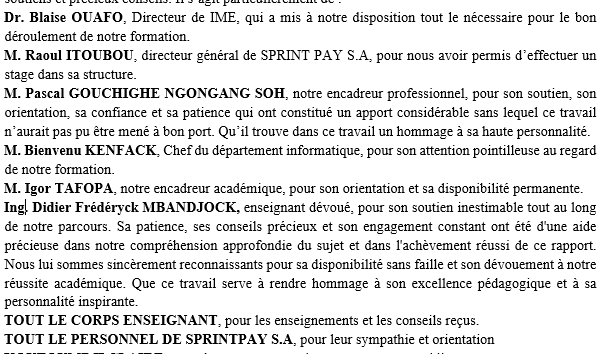 soutiens et précieux conseils. Il s'agit particulièrement de :
Dr. Blaise OUAFO, Directeur de IME, qui a mis à notre disposition tout le nécessaire pour le bon
déroulement de notre formation.
M. Raoul ITOUBOU, directeur général de SPRINT PAY S.A, pour nous avoir permis d'effectuer un
stage dans sa structure.
M. Pascal GOUCHIGHE NGONGANG SOH, notre encadreur professionnel, pour son soutien, son
orientation, sa confiance et sa patience qui ont constitué un apport considérable sans lequel ce travail
n'aurait pas pu être mené à bon port. Qu'il trouve dans ce travail un hommage à sa haute personnalité.
M. Bienvenu KENFACK, Chef du département informatique, pour son attention pointilleuse au regard
de notre formation.
M. Igor TAFOPA, notre encadreur académique, pour son orientation et sa disponibilité permanente.
Ing. Didier Frédéryck MBANDJOCK, enseignant dévoué, pour son soutien inestimable tout au long
de notre parcours. Sa patience, ses conseils précieux et son engagement constant ont été d'une aide
précieuse dans notre compréhension approfondie du sujet et dans l'achèvement réussi de ce rapport.
Nous lui sommes sincèrement reconnaissants pour sa disponibilité sans faille et son dévouement à notre
réussite académique. Que ce travail serve à rendre hommage à son excellence pédagogique et à sa
personnalité inspirante.
TOUT LE CORPS ENSEIGNANT, pour les enseignements et les conseils reçus.
TOUT LE PERSONNEL DE SPRINTPAY S.A, pour leur sympathie et orientation